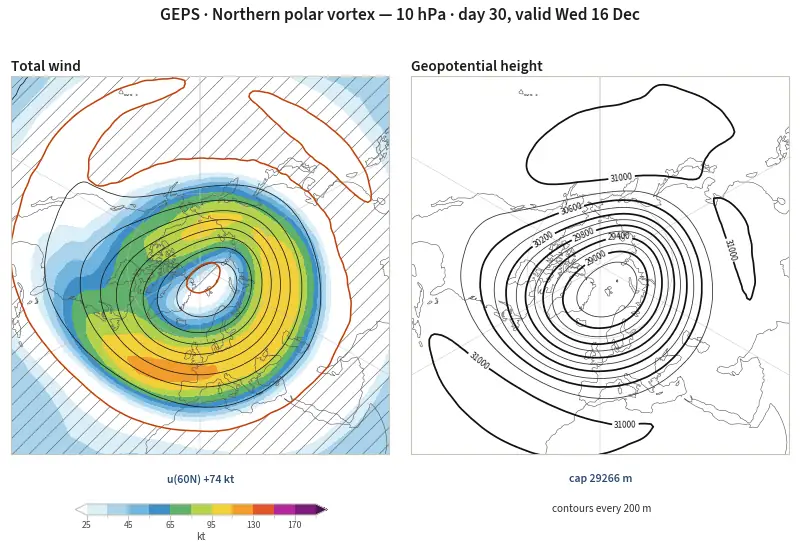 GEPS · Northern polar vortex — 10 hPa · day 30, valid Wed 16 Dec
Total wind
Geopotential height
31000
30600
30200
29800
29400
29000
31000
31000
31000
u(60N) +74 kt
cap 29266 m
25 45 65 95 130 170
kt
contours every 200 m